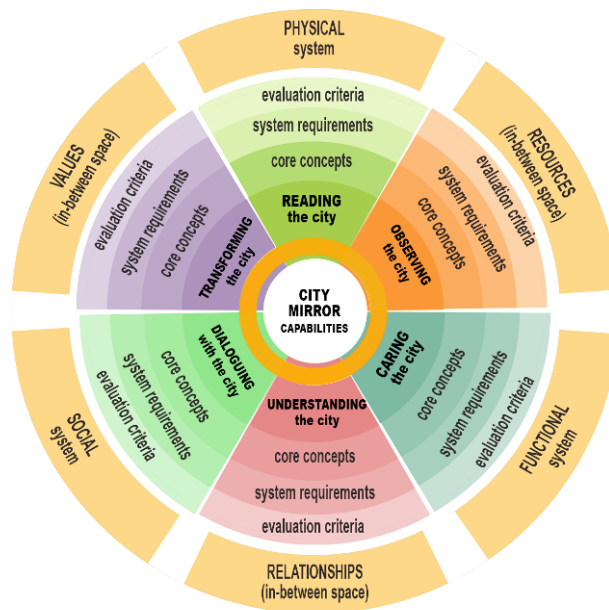 PHYSICAL
system
evaluation criteria
system requirements
core concepts
READING
the city
RESOURCES
(in-between space)
evaluation criteria
system requirements
core concepts
OBSERVING
the city
FUNCTIONAL
system
evaluation criteria
system requirements
core concepts
CARING
the city
RELATIONSHIPS
(in-between space)
UNDERSTANDING
the city
core concepts
system requirements
evaluation criteria
SOCIAL
system
evaluation criteria
system requirements
core concepts
DIALOGUING
with the city
VALUES
(in-between space)
evaluation criteria
system requirements
core concepts
TRANSFORMING
the city
CITY
MIRROR
CAPABILITIES